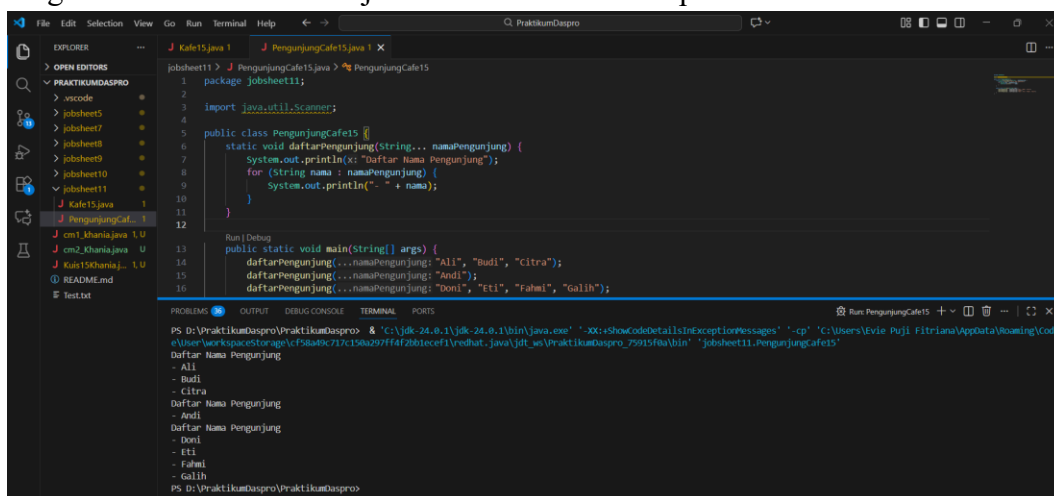 File Edit Selection View Go Run Terminal Help
PraktikumDaspro
EXPLORER
OPEN EDITORS
PRAKTIKUMDASPRO
.vscode
jobsheet5
jobsheet7
jobsheet8
jobsheet9
jobsheet10
jobsheet11
J Kafe15.java 1
J PengunjungCaf... 1
J cm1_khania.java 1, U
J cm2_Khania.java U
J Kuis15Khania.j... 1, U
README.md
Test.txt
J Kafe15.java 1 J PengunjungCafe15.java 1
jobsheet11 > J PengunjungCafe15.java > PengunjungCafe15
1 package jobsheet11;
2
3 import java.util.Scanner;
4
5 public class PengunjungCafe15 {
6 static void daftarPengunjung(String... namaPengunjung) {
7 System.out.println(x: "Daftar Nama Pengunjung");
8 for (String nama : namaPengunjung) {
9 System.out.println("- " + nama);
10 }
11 }
12
Run | Debug
13 public static void main(String[] args) {
14 daftarPengunjung(...namaPengunjung: "Ali", "Budi", "Citra");
15 daftarPengunjung(...namaPengunjung: "Andi");
16 daftarPengunjung(...namaPengunjung: "Doni", "Eti", "Fahmi", "Galih");
PROBLEMS 36 OUTPUT DEBUG CONSOLE TERMINAL PORTS
Run: PengunjungCafe15
PS D:\PraktikumDaspro\PraktikumDaspro> & 'C:\jdk-24.0.1\jdk-24.0.1\bin\java.exe' '-XX:+ShowCodeDetailsInExceptionMessages' '-cp' 'C:\Users\Evie Puji Fitriana\AppData\Roaming\Cod
e\User\workspaceStorage\cf58a49c717c150a297ff4f2bb1ecef1\redhat.java\jdt_ws\PraktikumDaspro_75915f0a\bin' 'jobsheet11.PengunjungCafe15'
Daftar Nama Pengunjung
- Ali
- Budi
- Citra
Daftar Nama Pengunjung
- Andi
Daftar Nama Pengunjung
- Doni
- Eti
- Fahmi
- Galih
PS D:\PraktikumDaspro\PraktikumDaspro>